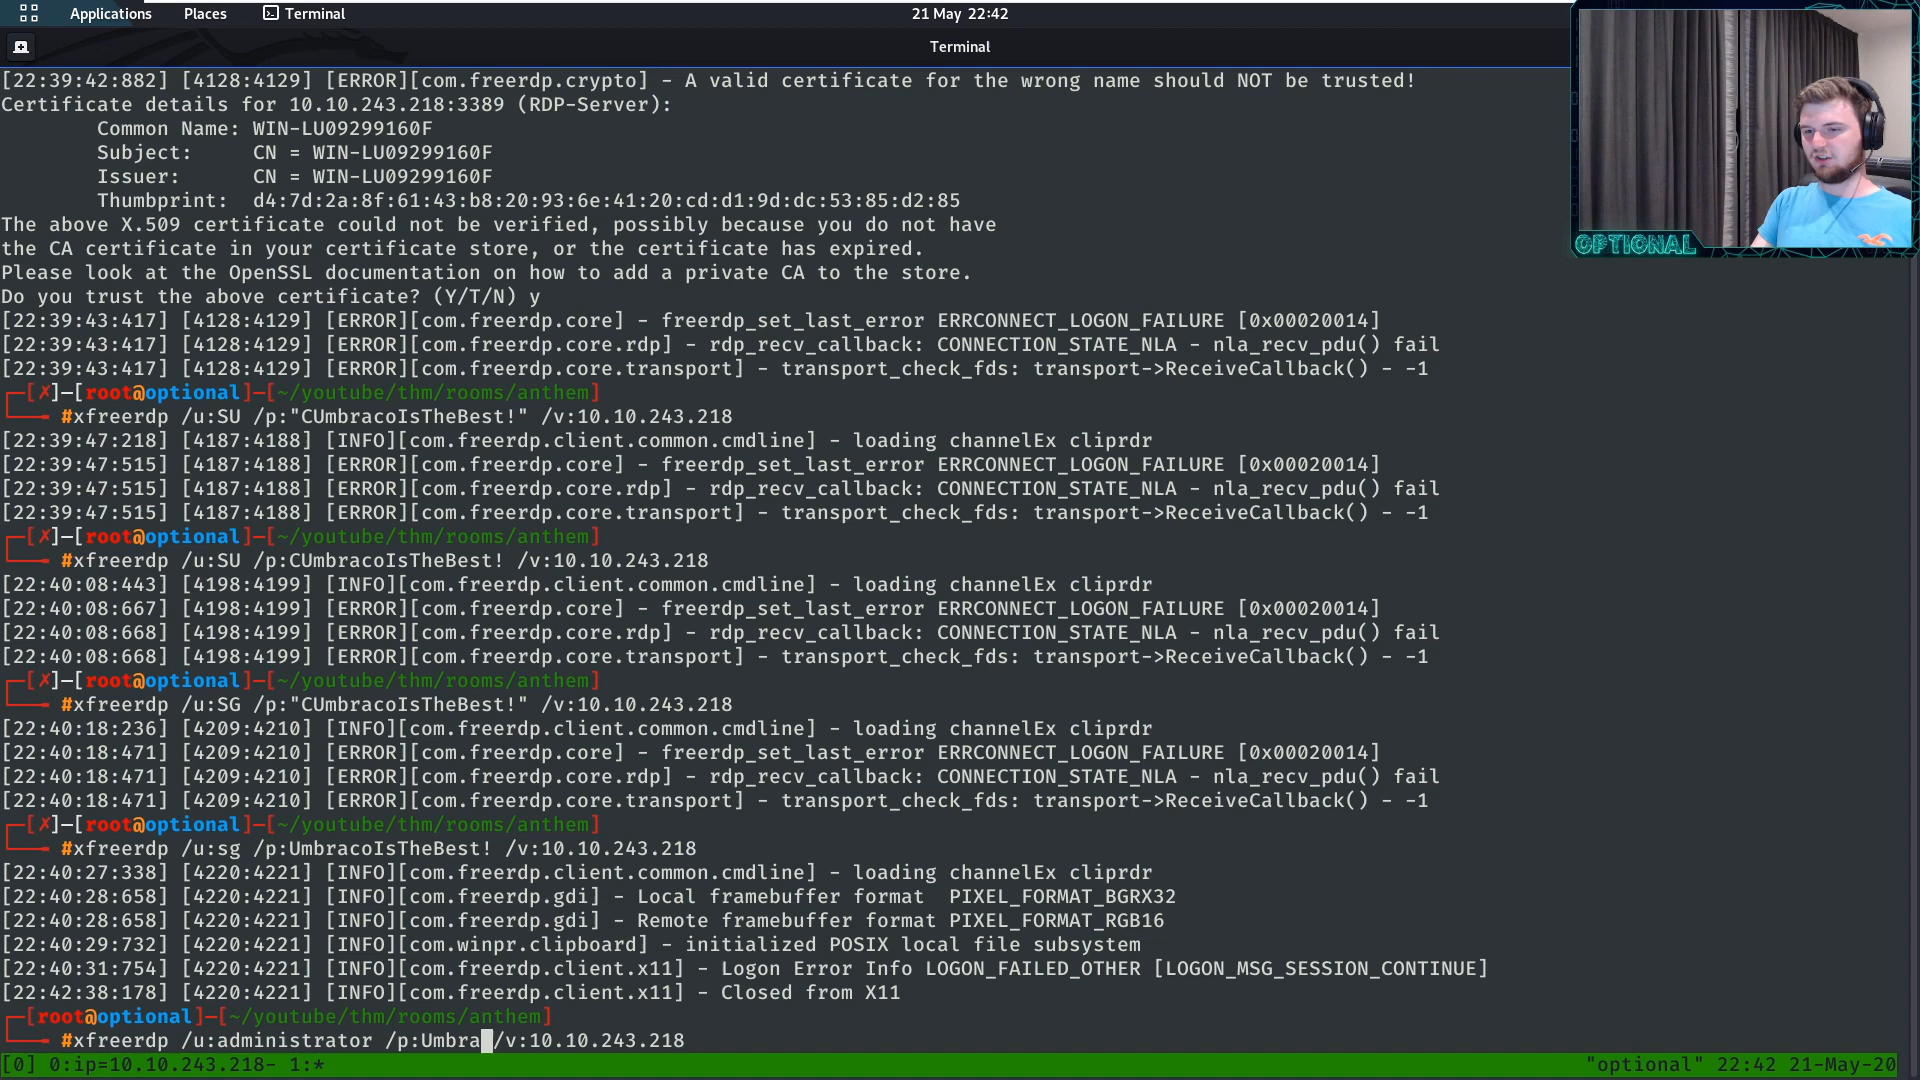 Applications Places Terminal 21 May 22:42
Terminal
[22:39:42:882] [4128:4129] [ERROR][com.freerdp.crypto] - A valid certificate for the wrong name should NOT be trusted!
Certificate details for 10.10.243.218:3389 (RDP-Server):
Common Name: WIN-LU09299160F
Subject: CN = WIN-LU09299160F
Issuer: CN = WIN-LU09299160F
Thumbprint: d4:7d:2a:8f:61:43:b8:20:93:6e:41:20:cd:d1:9d:dc:53:85:d2:85
The above X.509 certificate could not be verified, possibly because you do not have
the CA certificate in your certificate store, or the certificate has expired.
Please look at the OpenSSL documentation on how to add a private CA to the store.
Do you trust the above certificate? (Y/T/N) y
[22:39:43:417] [4128:4129] [ERROR][com.freerdp.core] - freerdp_set_last_error ERRCONNECT_LOGON_FAILURE [0x00020014]
[22:39:43:417] [4128:4129] [ERROR][com.freerdp.core.rdp] - rdp_recv_callback: CONNECTION_STATE_NLA - nla_recv_pdu() fail
[22:39:43:417] [4128:4129] [ERROR][com.freerdp.core.transport] - transport_check_fds: transport->ReceiveCallback() - -1
┌─[✗]─[root@optional]─[~/youtube/thm/rooms/anthem]
└──╼ #xfreerdp /u:SU /p:"CUmbracoIsTheBest!" /v:10.10.243.218
[22:39:47:218] [4187:4188] [INFO][com.freerdp.client.common.cmdline] - loading channelEx cliprdr
[22:39:47:515] [4187:4188] [ERROR][com.freerdp.core] - freerdp_set_last_error ERRCONNECT_LOGON_FAILURE [0x00020014]
[22:39:47:515] [4187:4188] [ERROR][com.freerdp.core.rdp] - rdp_recv_callback: CONNECTION_STATE_NLA - nla_recv_pdu() fail
[22:39:47:515] [4187:4188] [ERROR][com.freerdp.core.transport] - transport_check_fds: transport->ReceiveCallback() - -1
┌─[✗]─[root@optional]─[~/youtube/thm/rooms/anthem]
└──╼ #xfreerdp /u:SU /p:CUmbracoIsTheBest! /v:10.10.243.218
[22:40:08:443] [4198:4199] [INFO][com.freerdp.client.common.cmdline] - loading channelEx cliprdr
[22:40:08:667] [4198:4199] [ERROR][com.freerdp.core] - freerdp_set_last_error ERRCONNECT_LOGON_FAILURE [0x00020014]
[22:40:08:668] [4198:4199] [ERROR][com.freerdp.core.rdp] - rdp_recv_callback: CONNECTION_STATE_NLA - nla_recv_pdu() fail
[22:40:08:668] [4198:4199] [ERROR][com.freerdp.core.transport] - transport_check_fds: transport->ReceiveCallback() - -1
┌─[✗]─[root@optional]─[~/youtube/thm/rooms/anthem]
└──╼ #xfreerdp /u:SG /p:"CUmbracoIsTheBest!" /v:10.10.243.218
[22:40:18:236] [4209:4210] [INFO][com.freerdp.client.common.cmdline] - loading channelEx cliprdr
[22:40:18:471] [4209:4210] [ERROR][com.freerdp.core] - freerdp_set_last_error ERRCONNECT_LOGON_FAILURE [0x00020014]
[22:40:18:471] [4209:4210] [ERROR][com.freerdp.core.rdp] - rdp_recv_callback: CONNECTION_STATE_NLA - nla_recv_pdu() fail
[22:40:18:471] [4209:4210] [ERROR][com.freerdp.core.transport] - transport_check_fds: transport->ReceiveCallback() - -1
┌─[✗]─[root@optional]─[~/youtube/thm/rooms/anthem]
└──╼ #xfreerdp /u:sg /p:UmbracoIsTheBest! /v:10.10.243.218
[22:40:27:338] [4220:4221] [INFO][com.freerdp.client.common.cmdline] - loading channelEx cliprdr
[22:40:28:658] [4220:4221] [INFO][com.freerdp.gdi] - Local framebuffer format  PIXEL_FORMAT_BGRX32
[22:40:28:658] [4220:4221] [INFO][com.freerdp.gdi] - Remote framebuffer format PIXEL_FORMAT_RGB16
[22:40:29:732] [4220:4221] [INFO][com.winpr.clipboard] - initialized POSIX local file subsystem
[22:40:31:754] [4220:4221] [INFO][com.freerdp.client.x11] - Logon Error Info LOGON_FAILED_OTHER [LOGON_MSG_SESSION_CONTINUE]
[22:42:38:178] [4220:4221] [INFO][com.freerdp.client.x11] - Closed from X11
┌─[root@optional]─[~/youtube/thm/rooms/anthem]
└──╼ #xfreerdp /u:administrator /p:Umbra /v:10.10.243.218
[0] 0:ip=10.10.243.218- 1:* "optional" 22:42 21-May-20
OPTIONAL